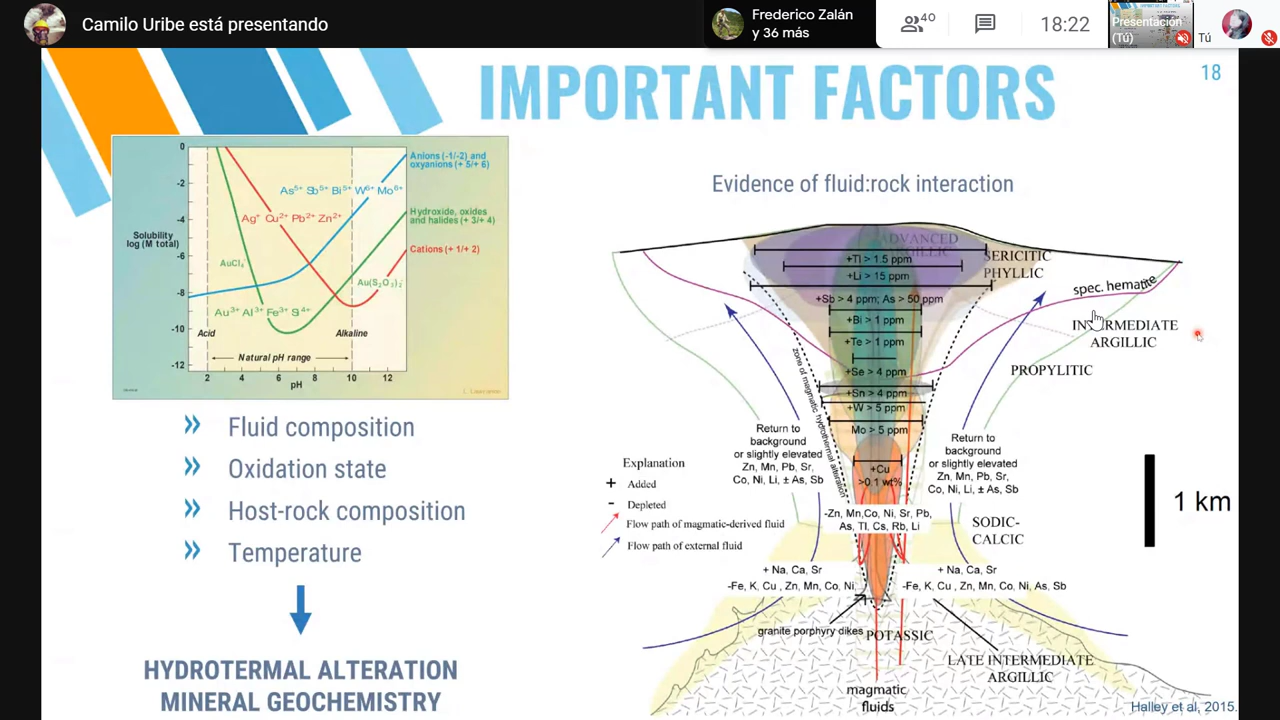 Camilo Uribe está presentando
Frederico Zalán
y 36 más
40
18:22
Presentación
(Tú)
Tú
IMPORTANT FACTORS
18
0
-2
-4
-6
-8
-10
-12
Solubility
log (M total)
Anions (-1/-2) and
oxyanions (+ 5/+ 6)
As5+ Sb5+ Bi5+ W6+ Mo6+
Ag+ Cu2+ Pb2+ Zn2+
Hydroxide, oxides
and halides (+ 3/+ 4)
Cations (+ 1/+ 2)
AuCl3-
Au(S2O3)2-
Au3+ Al3+ Fe3+ Si4+
Acid
Alkaline
Natural pH range
2 4 6 8 10 12
pH
Fluid composition
Oxidation state
Host-rock composition
Temperature
HYDROTERMAL ALTERATION
MINERAL GEOCHEMISTRY
Evidence of fluid:rock interaction
ADVANCED
ARGILLIC
+Tl > 1.5 ppm
+Li > 15 ppm
+Sb > 4 ppm; As > 50 ppm
+Bi > 1 ppm
+Te > 1 ppm
+Se > 4 ppm
+Sn > 4 ppm
+W > 5 ppm
Mo > 5 ppm
+Cu
>0.1 wt%
SERICITIC
PHYLLIC
spec. hematite
INTERMEDIATE
ARGILLIC
PROPYLITIC
zone of magmatic hydrothermal alteration
Return to
background
or slightly elevated
Zn, Mn, Pb, Sr,
Co, Ni, Li, ± As, Sb
Return to
background
or slightly elevated
Zn, Mn, Pb, Sr,
Co, Ni, Li, ± As, Sb
Explanation
+ Added
- Depleted
Flow path of magmatic-derived fluid
Flow path of external fluid
-Zn, Mn,Co, Ni, Sr, Pb,
As, Tl, Cs, Rb, Li
SODIC-
CALCIC
1 km
+ Na, Ca, Sr
-Fe, K, Cu , Zn, Mn, Co, Ni,
+ Na, Ca, Sr
-Fe, K, Cu , Zn, Mn, Co, Ni, As, Sb
granite porphyry dikes
POTASSIC
LATE INTERMEDIATE
ARGILLIC
magmatic
fluids
Halley et al, 2015.